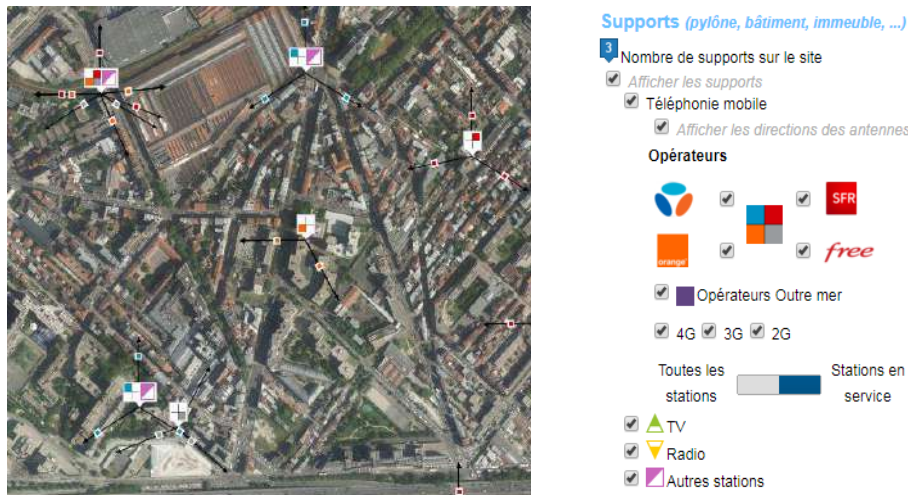 Supports (pylône, bâtiment, immeuble, ...)
3
Nombre de supports sur le site
Afficher les supports
Téléphonie mobile
Afficher les directions des antennes
Opérateurs
SFR
orange
free
Opérateurs Outre mer
4G 3G 2G
Toutes les stations
Stations en service
TV
Radio
Autres stations